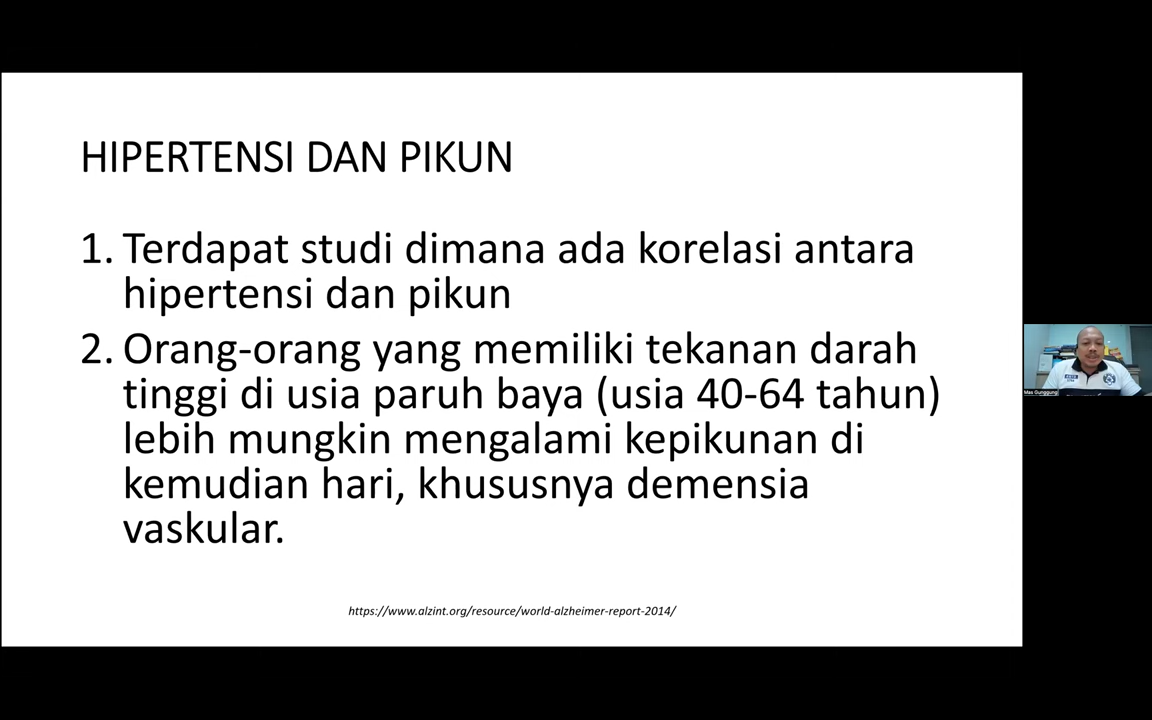 HIPERTENSI DAN PIKUN
1. Terdapat studi dimana ada korelasi antara
hipertensi dan pikun
2. Orang-orang yang memiliki tekanan darah
tinggi di usia paruh baya (usia 40-64 tahun)
lebih mungkin mengalami kepikunan di
kemudian hari, khususnya demensia
vaskular.
https://www.alzint.org/resource/world-alzheimer-report-2014/
Mas Gunggung